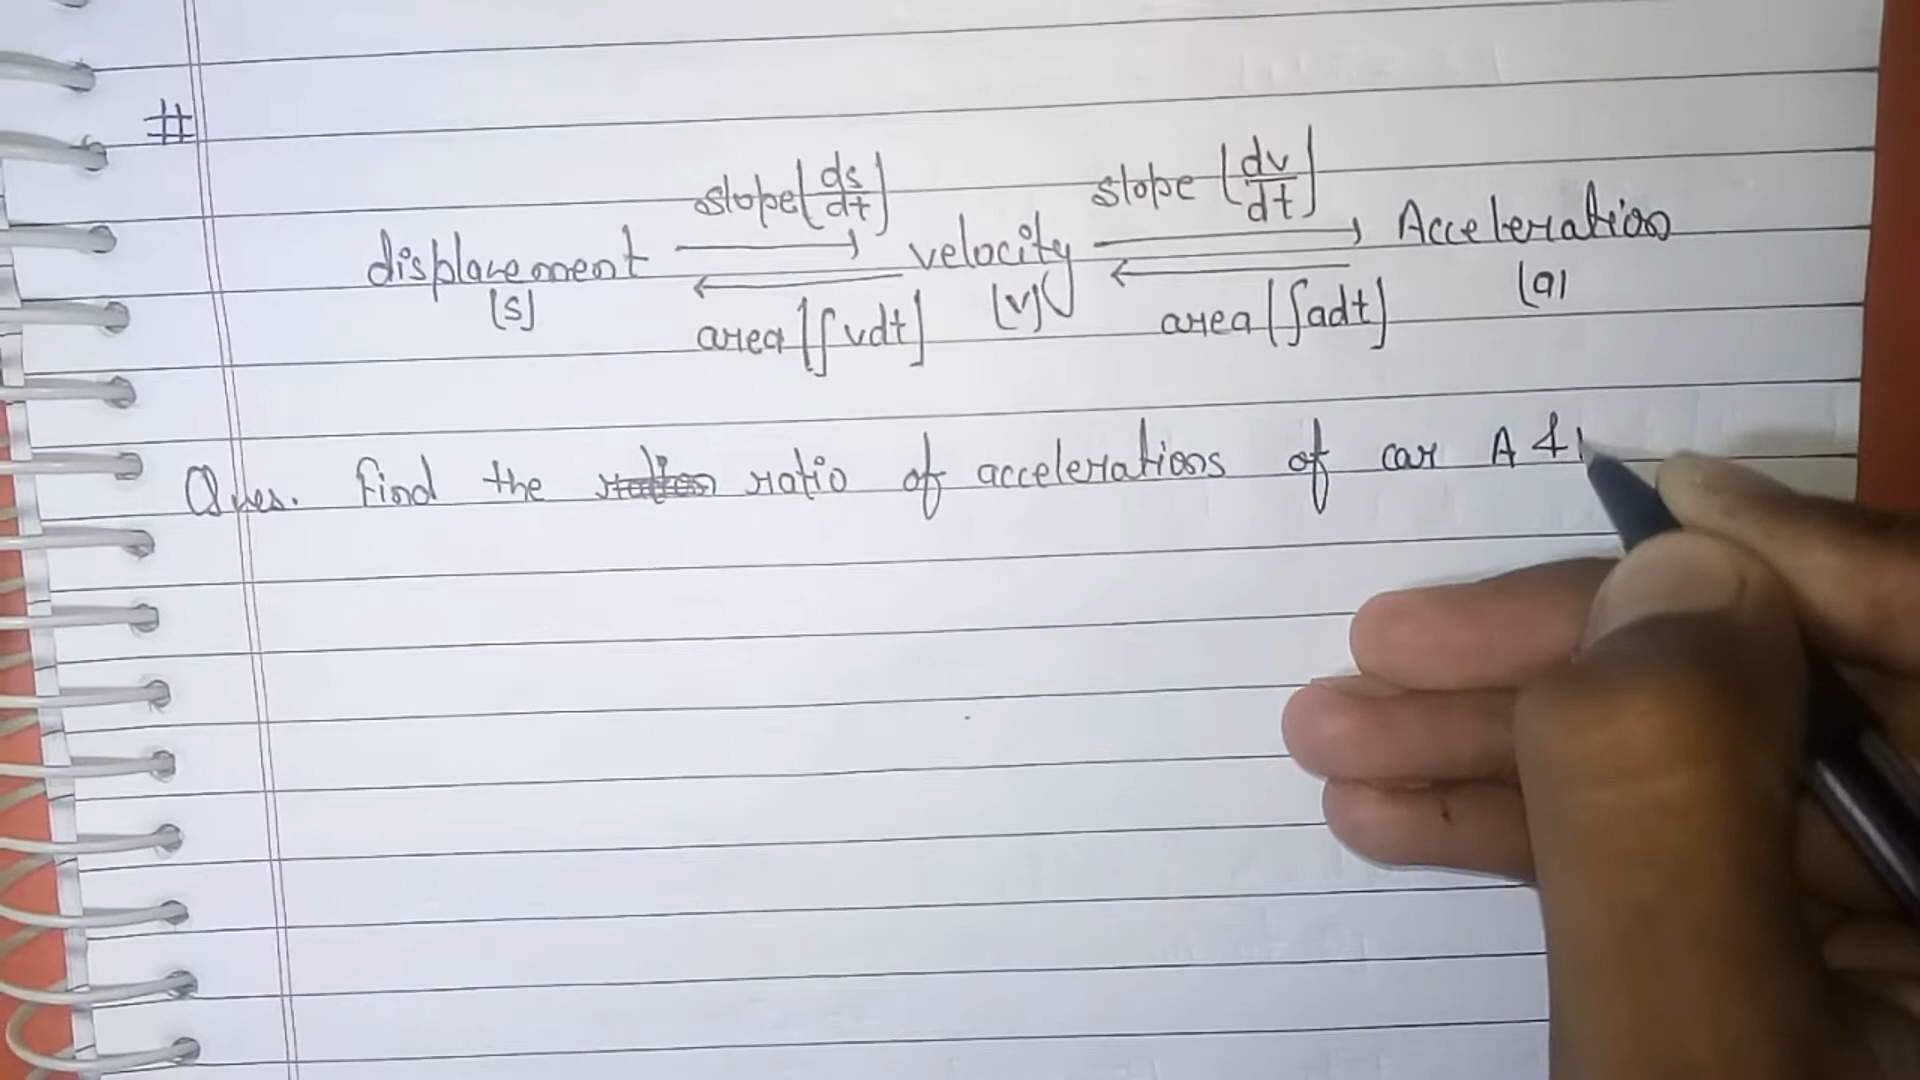 #
slope(ds/dt) slope (dv/dt)
displacement velocity Acceleration
(s) area(∫vdt) (v) area(∫adt) (a)
Ques. Find the ratio of accelerations of car A &